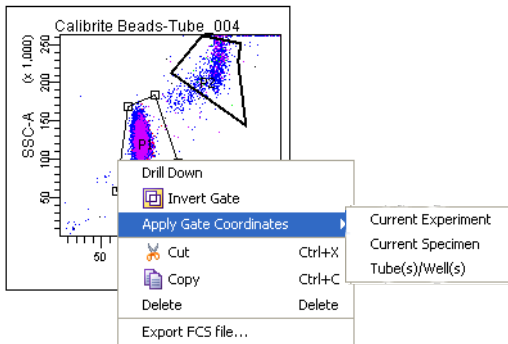 Calibrite Beads-Tube_004
(x 1,000)
SSC-A
250
200
150
100
50
50
P1
Drill Down
Invert Gate
Apply Gate Coordinates
Cut Ctrl+X
Copy Ctrl+C
Delete Delete
Export FCS file...
Current Experiment
Current Specimen
Tube(s)/Well(s)